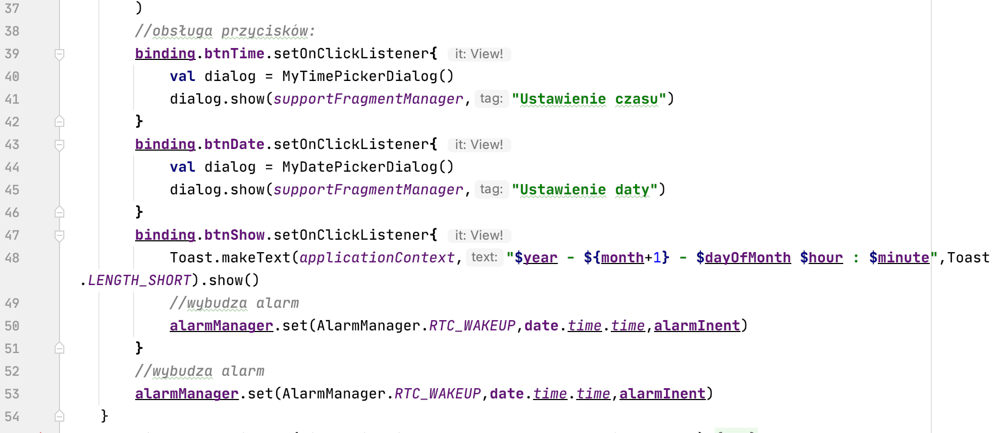 37 )
38 //obsługa przycisków:
39 binding.btnTime.setOnClickListener{ it: View!
40 val dialog = MyTimePickerDialog()
41 dialog.show(supportFragmentManager, tag: "Ustawienie czasu")
42 }
43 binding.btnDate.setOnClickListener{ it: View!
44 val dialog = MyDatePickerDialog()
45 dialog.show(supportFragmentManager, tag: "Ustawienie daty")
46 }
47 binding.btnShow.setOnClickListener{ it: View!
48 Toast.makeText(applicationContext, text: "$year - ${month+1} - $dayOfMonth $hour : $minute",Toast
.LENGTH_SHORT).show()
49 //wybudza alarm
50 alarmManager.set(AlarmManager.RTC_WAKEUP,date.time.time,alarmInent)
51 }
52 //wybudza alarm
53 alarmManager.set(AlarmManager.RTC_WAKEUP,date.time.time,alarmInent)
54 }